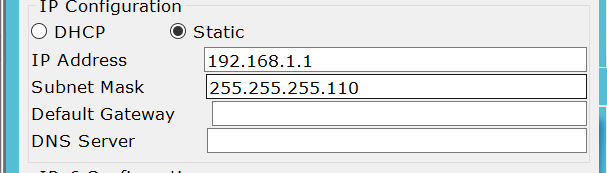 IP Configuration
DHCP Static
IP Address 192.168.1.1
Subnet Mask 255.255.255.110
Default Gateway
DNS Server